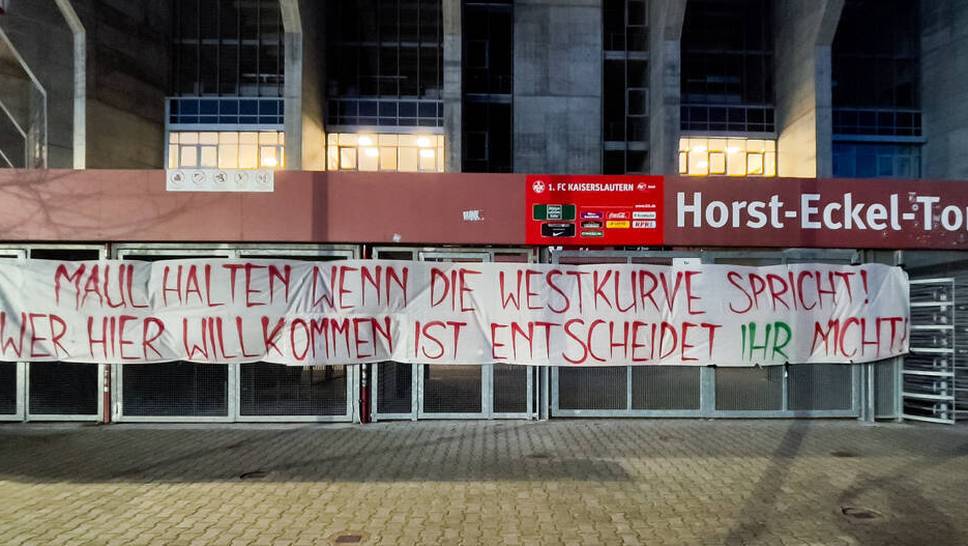 1. FC KAISERSLAUTERN
Horst-Eckel-To
MAUL HALTEN WENN DIE WESTKURVE SPRICHT!
WER HIER WILLKOMMEN IST ENTSCHEIDET IHR NICHT!